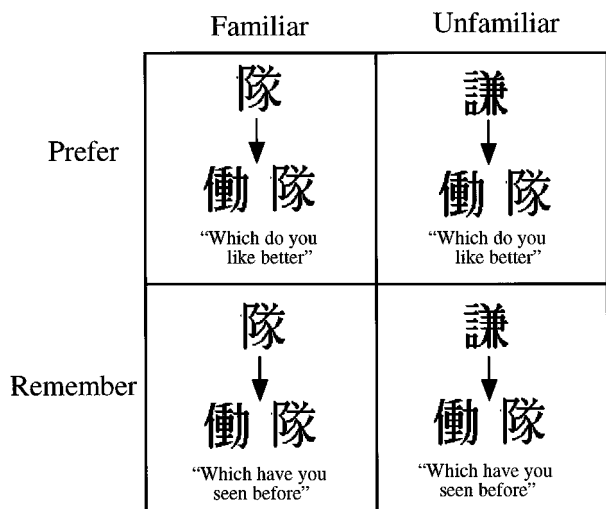 Familiar Unfamiliar
Prefer
隊 謙
働 隊 働 隊
“Which do you “Which do you
like better” like better”
Remember
隊 謙
働 隊 働 隊
“Which have you “Which have you
seen before” seen before”